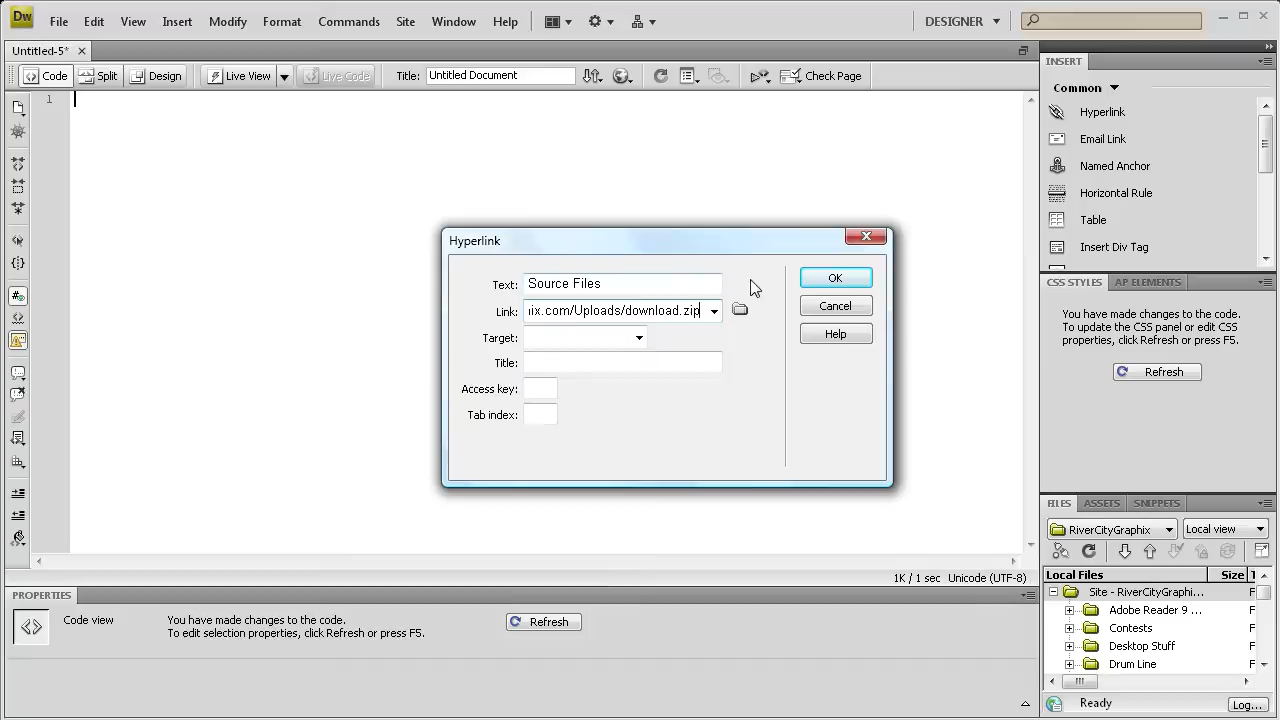 Dw File Edit View Insert Modify Format Commands Site Window Help DESIGNER
Untitled-5*
Code Split Design Live View Live Code Title: Untitled Document Check Page
1
INSERT
Common
Hyperlink
Email Link
Named Anchor
Horizontal Rule
Table
Insert Div Tag
Hyperlink
Text: Source Files
Link: ix.com/Uploads/download.zip
Target:
Title:
Access key:
Tab index:
OK
Cancel
Help
CSS STYLES AP ELEMENTS
You have made changes to the code.
To update the CSS panel or edit CSS
properties, click Refresh or press F5.
Refresh
FILES ASSETS SNIPPETS
RiverCityGraphix Local view
Local Files Size T
Site - RiverCityGraphi... F
Adobe Reader 9 ... F
Contests F
Desktop Stuff F
Drum Line F
Ready Log...
1K / 1 sec Unicode (UTF-8)
PROPERTIES
Code view
You have made changes to the code.
To edit selection properties, click Refresh or press F5.
Refresh